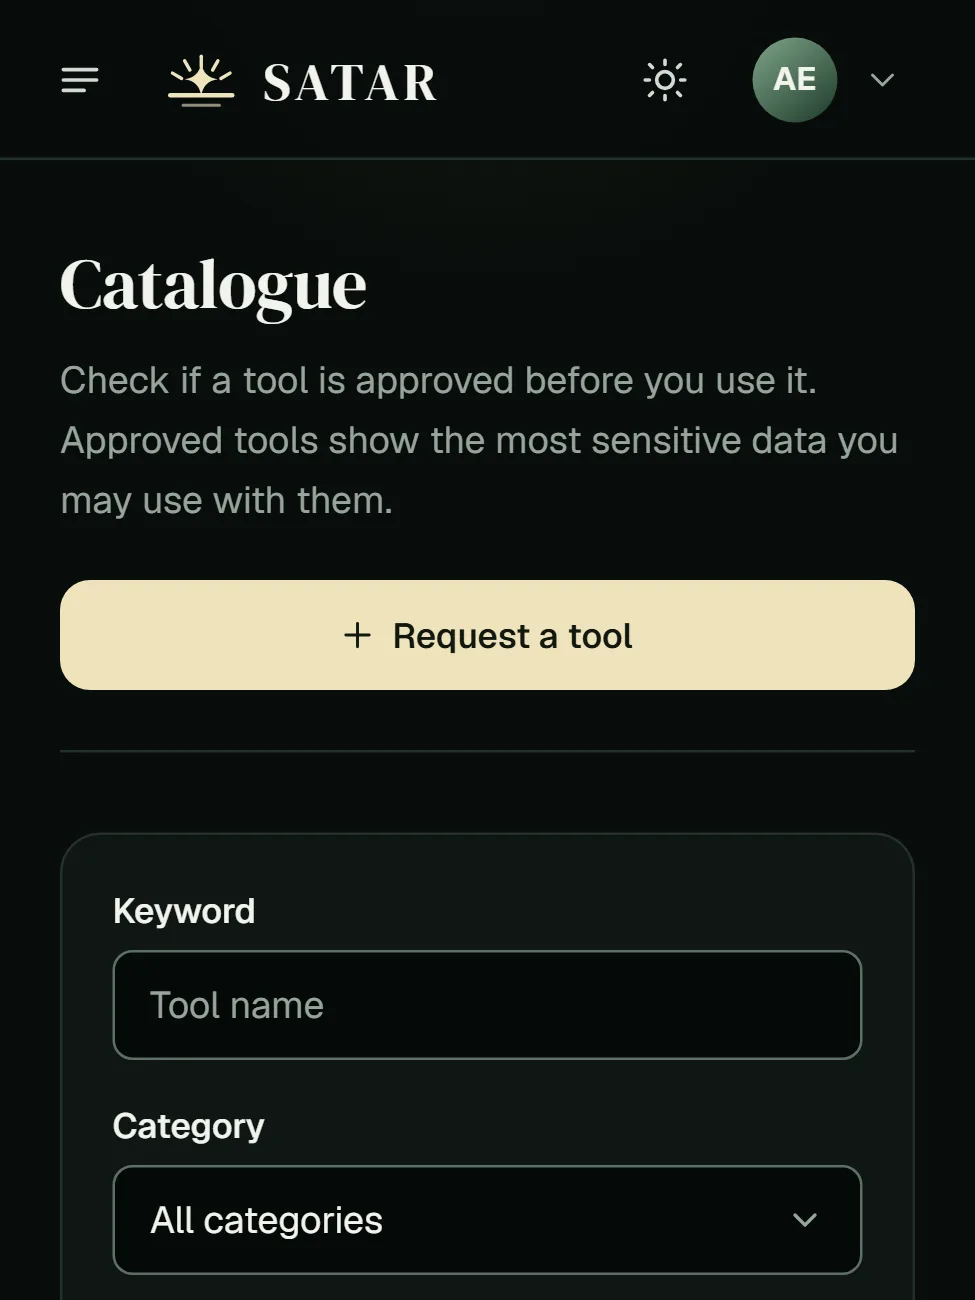 SATAR
AE
Catalogue
Check if a tool is approved before you use it.
Approved tools show the most sensitive data you
may use with them.
Request a tool
Keyword
Tool name
Category
All categories